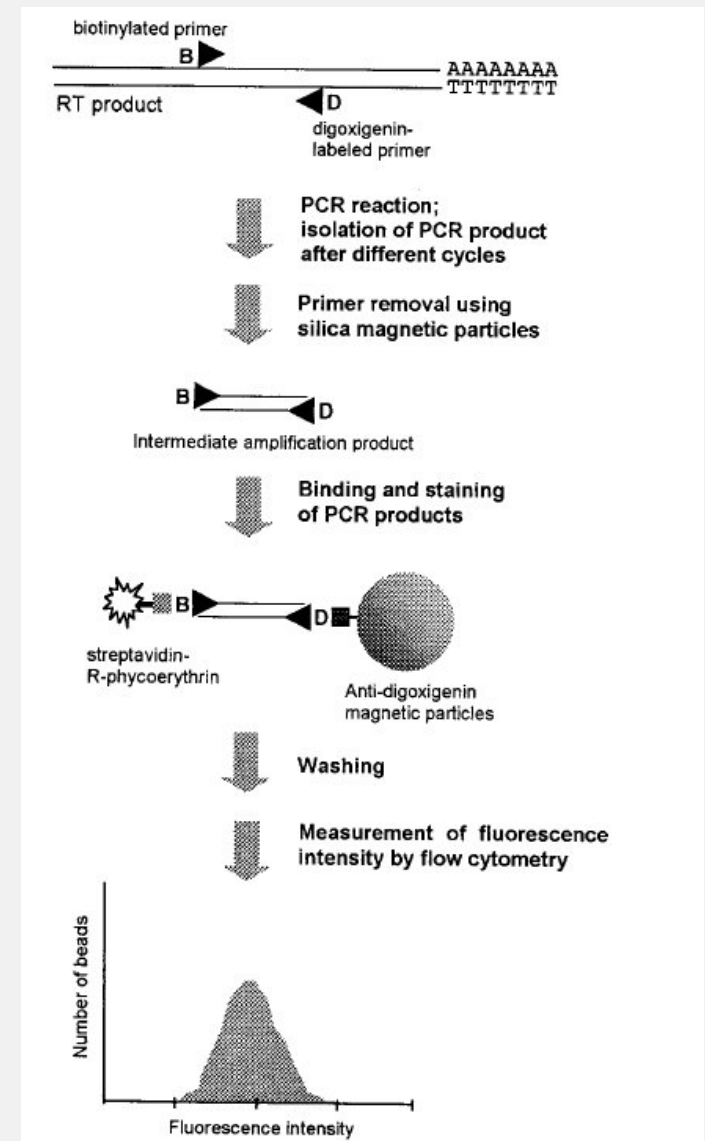 biotinylated primer
B
AAAAAAAA
TTTTTTTT
RT product
D
digoxigenin-
labeled primer
PCR reaction;
isolation of PCR product
after different cycles
Primer removal using
silica magnetic particles
B
D
Intermediate amplification product
Binding and staining
of PCR products
B
D
streptavidin-
R-phycoerythrin
Anti-digoxigenin
magnetic particles
Washing
Measurement of fluorescence
intensity by flow cytometry
Number of beads
Fluorescence intensity